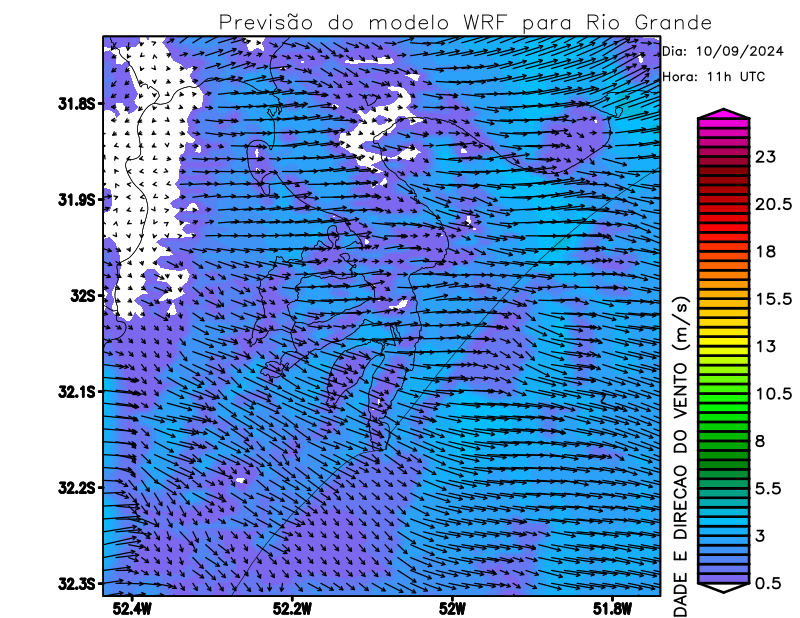 Previsão do modelo WRF para Rio Grande
Dia: 10/09/2024
Hora: 11h UTC
31.8S
31.9S
32S
32.1S
32.2S
32.3S
52.4W
52.2W
52W
51.8W
23
20.5
18
15.5
13
10.5
8
5.5
3
0.5
DADE E DIRECAO DO VENTO (m/s)